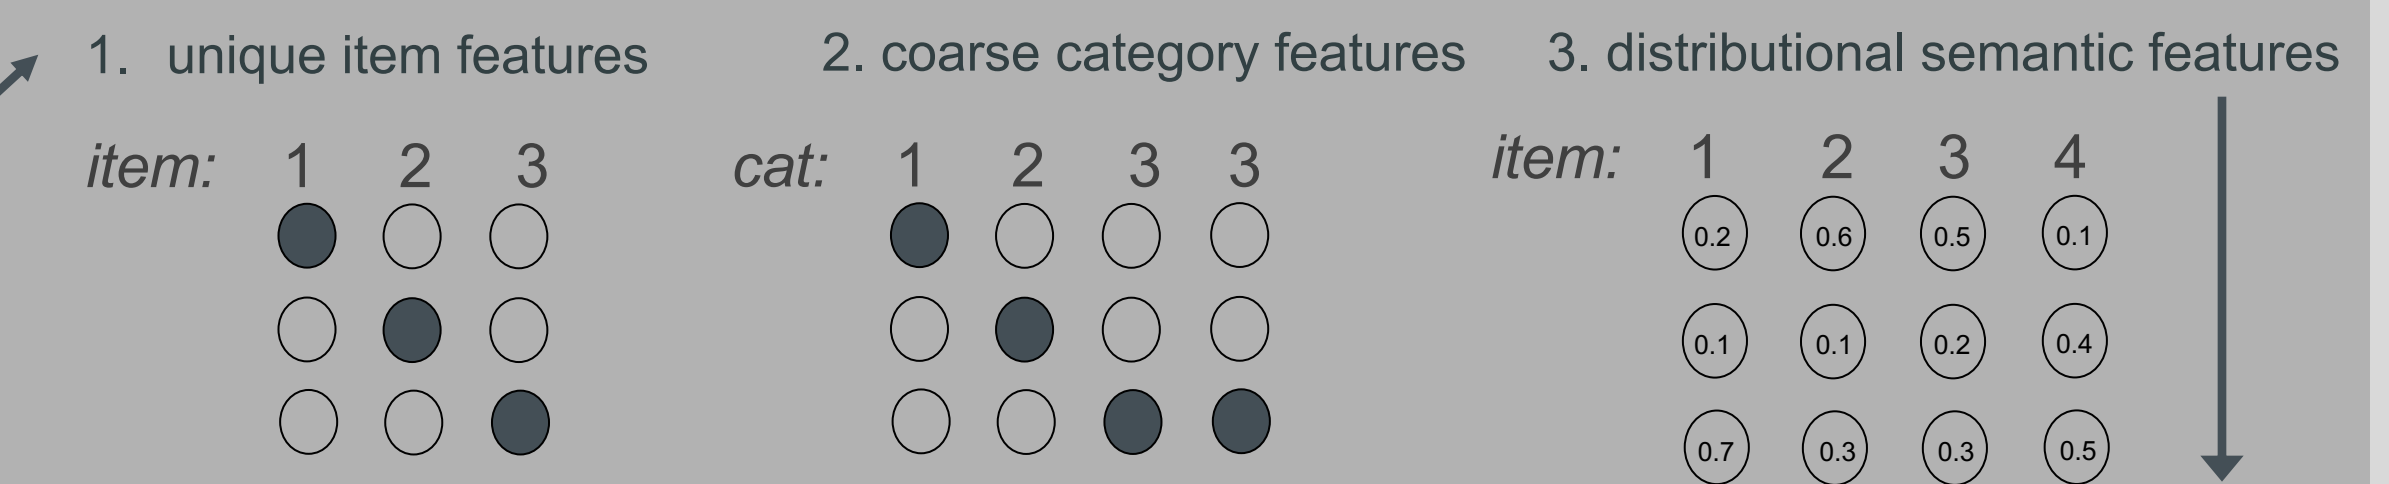 1. unique item features
2. coarse category features
3. distributional semantic features
item: 1 2 3
cat: 1 2 3 3
item: 1 2 3 4
0.2 0.6 0.5 0.1
0.1 0.1 0.2 0.4
0.7 0.3 0.3 0.5